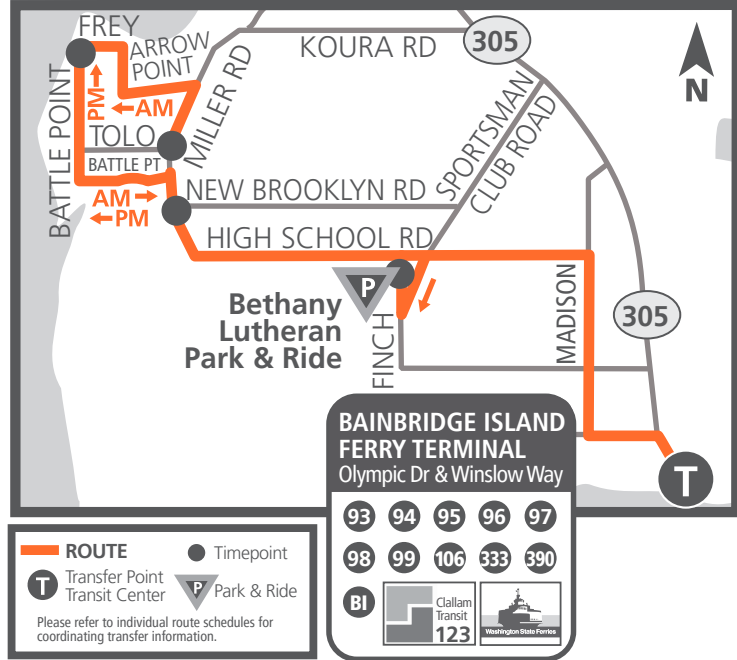 FREY
ARROW
POINT
KOURA RD
305
N
BATTLE POINT
PM
AM
MILLER RD
TOLO
BATTLE PT
SPORTSMAN
CLUB ROAD
AM
PM
NEW BROOKLYN RD
HIGH SCHOOL RD
P
Bethany
Lutheran
Park & Ride
FINCH
MADISON
305
T
BAINBRIDGE ISLAND
FERRY TERMINAL
Olympic Dr & Winslow Way
93 94 95 96 97
98 99 106 333 390
BI
Clallam
Transit
123
Washington State Ferries
ROUTE
Timepoint
T
Transfer Point
Transit Center
P
Park & Ride
Please refer to individual route schedules for
coordinating transfer information.